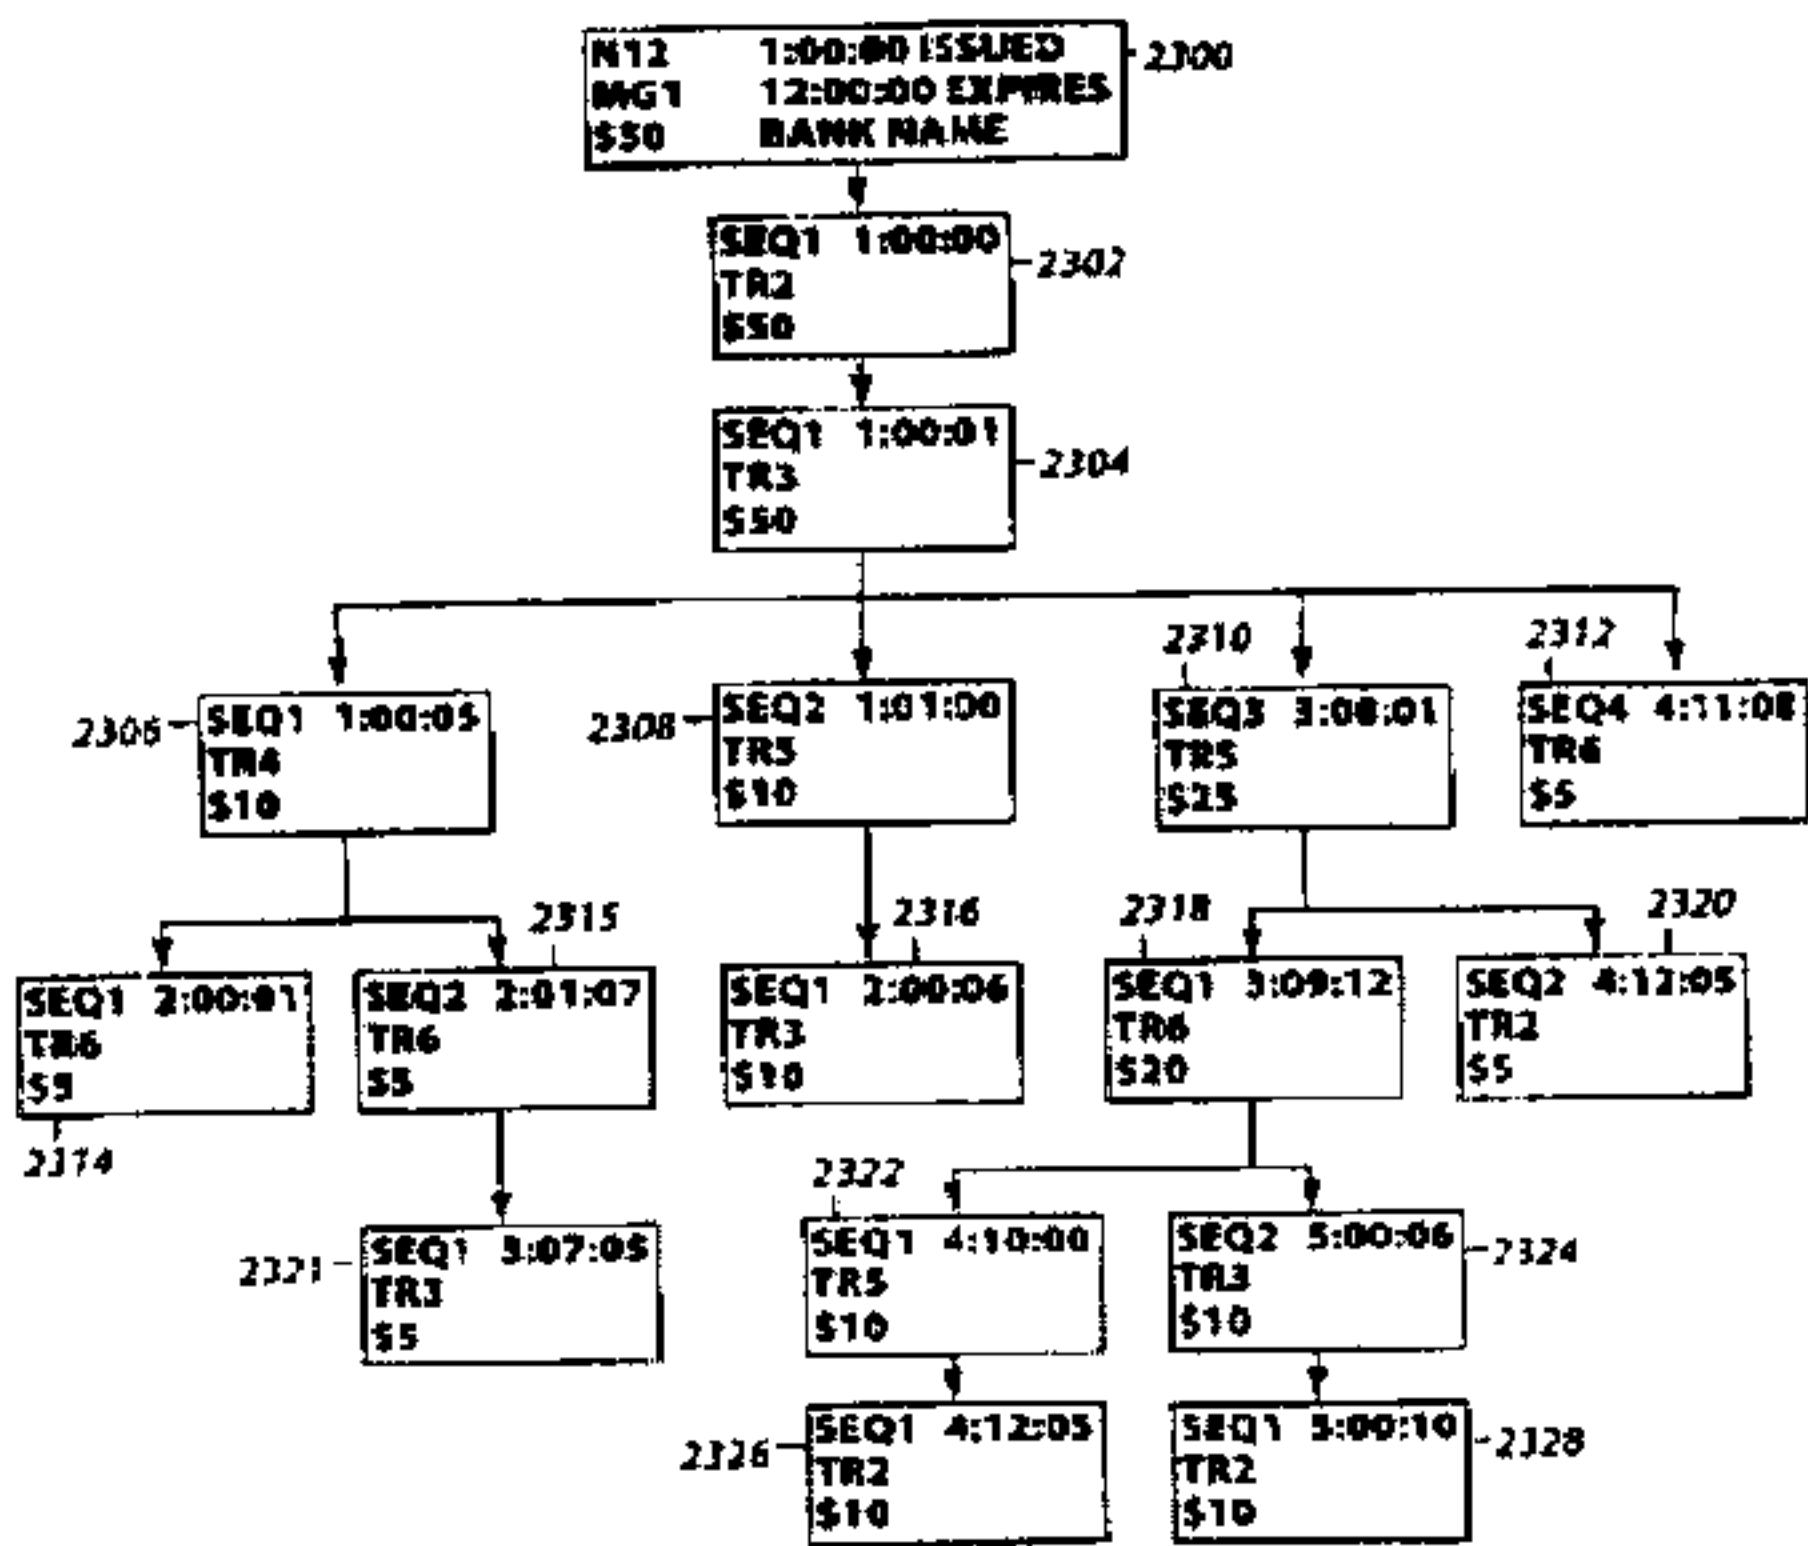 N12 1:00:00 ISSUED 2300
MG1 12:00:00 EXPIRES
$50 BANK NAME
SEQ1 1:00:00 2302
TR2
$50
SEQ1 1:00:01 2304
TR3
$50
2306 SEQ1 1:00:05
TR4
$10
2308 SEQ2 1:01:00
TR5
$10
2310
SEQ3 3:08:01
TR5
$25
2312
SEQ4 4:11:08
TR6
$5
SEQ1 2:00:01
TR6
$5
2314
2315
SEQ2 2:01:07
TR6
$5
2316
SEQ1 2:00:06
TR3
$10
2318
SEQ1 3:09:12
TR6
$20
2320
SEQ2 4:12:05
TR2
$5
2321 SEQ1 3:07:05
TR3
$5
2322
SEQ1 4:10:00
TR5
$10
SEQ2 5:00:06 2324
TR3
$10
2326 SEQ1 4:12:05
TR2
$10
SEQ1 5:00:10 2328
TR2
$10